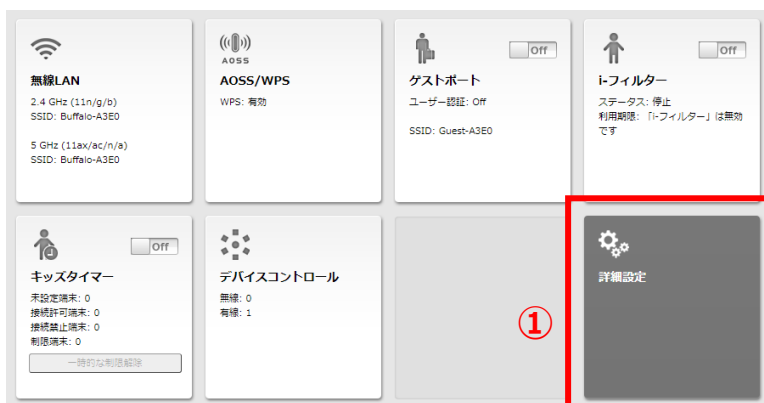 無線LAN
2.4 GHz (11n/g/b)
SSID: Buffalo-A3E0
5 GHz (11ax/ac/n/a)
SSID: Buffalo-A3E0
AOSS
AOSS/WPS
WPS: 有効
Off
ゲストポート
ユーザー認証: Off
SSID: Guest-A3E0
Off
i-フィルター
ステータス: 停止
利用期限: 「i-フィルター」は無効
です
Off
キッズタイマー
未設定端末: 0
接続許可端末: 0
接続禁止端末: 0
制限端末: 0
一時的な制限解除
デバイスコントロール
無線: 0
有線: 1
①
詳細設定